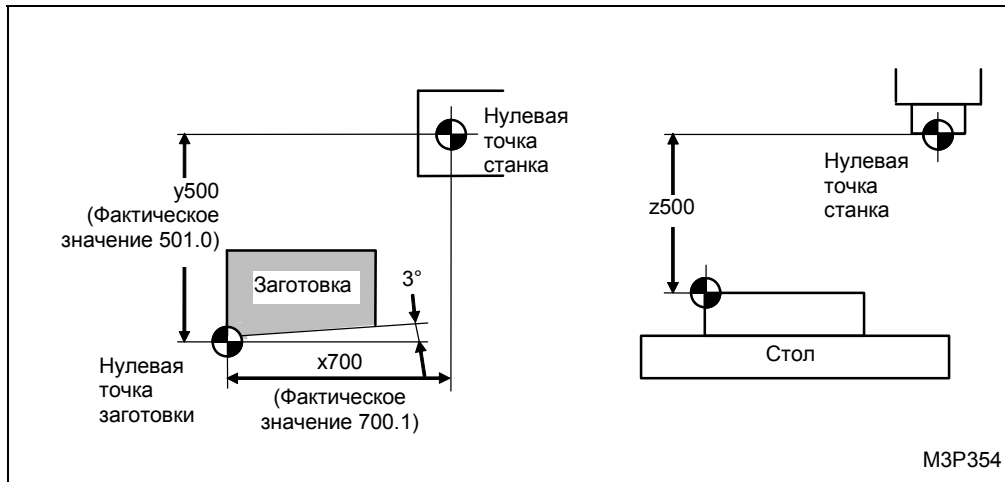 Нулевая
точка
станка
y500
(Фактическое
значение 501.0)
Заготовка
3°
x700
(Фактическое
значение 700.1)
Нулевая
точка
заготовки
Нулевая
точка
станка
z500
Стол
M3P354